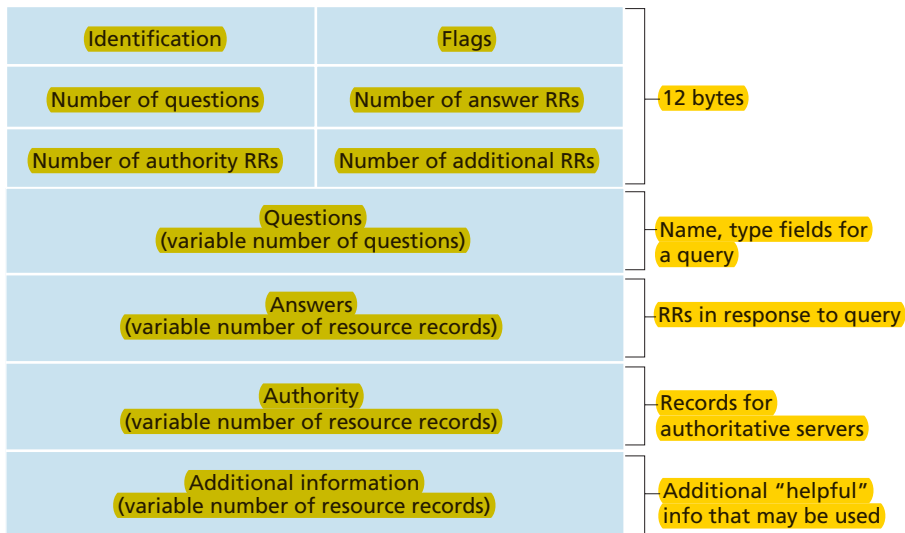 Identification
Flags
Number of questions
Number of answer RRs
12 bytes
Number of authority RRs
Number of additional RRs
Questions
(variable number of questions)
Name, type fields for
a query
Answers
(variable number of resource records)
RRs in response to query
Authority
(variable number of resource records)
Records for
authoritative servers
Additional information
(variable number of resource records)
Additional “helpful”
info that may be used